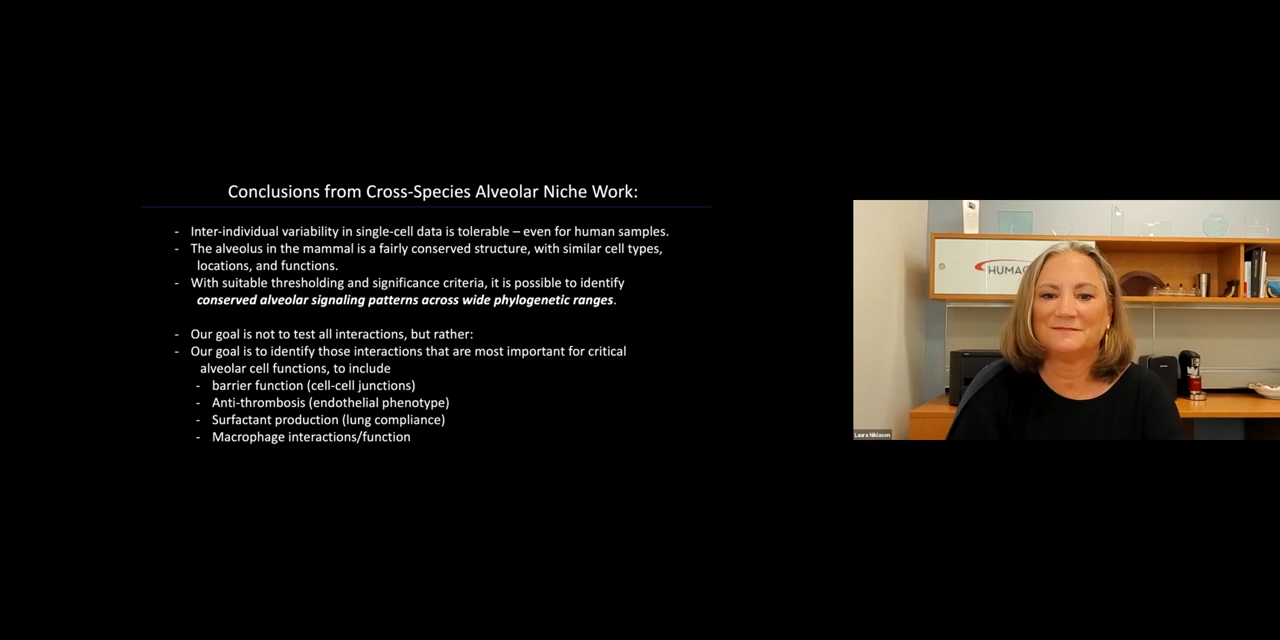 Conclusions from Cross-Species Alveolar Niche Work:
- Inter-individual variability in single-cell data is tolerable – even for human samples.
- The alveolus in the mammal is a fairly conserved structure, with similar cell types,
locations, and functions.
- With suitable thresholding and significance criteria, it is possible to identify
conserved alveolar signaling patterns across wide phylogenetic ranges.
- Our goal is not to test all interactions, but rather:
- Our goal is to identify those interactions that are most important for critical
alveolar cell functions, to include
- barrier function (cell-cell junctions)
- Anti-thrombosis (endothelial phenotype)
- Surfactant production (lung compliance)
- Macrophage interactions/function
HUMAC
Laura Niklason